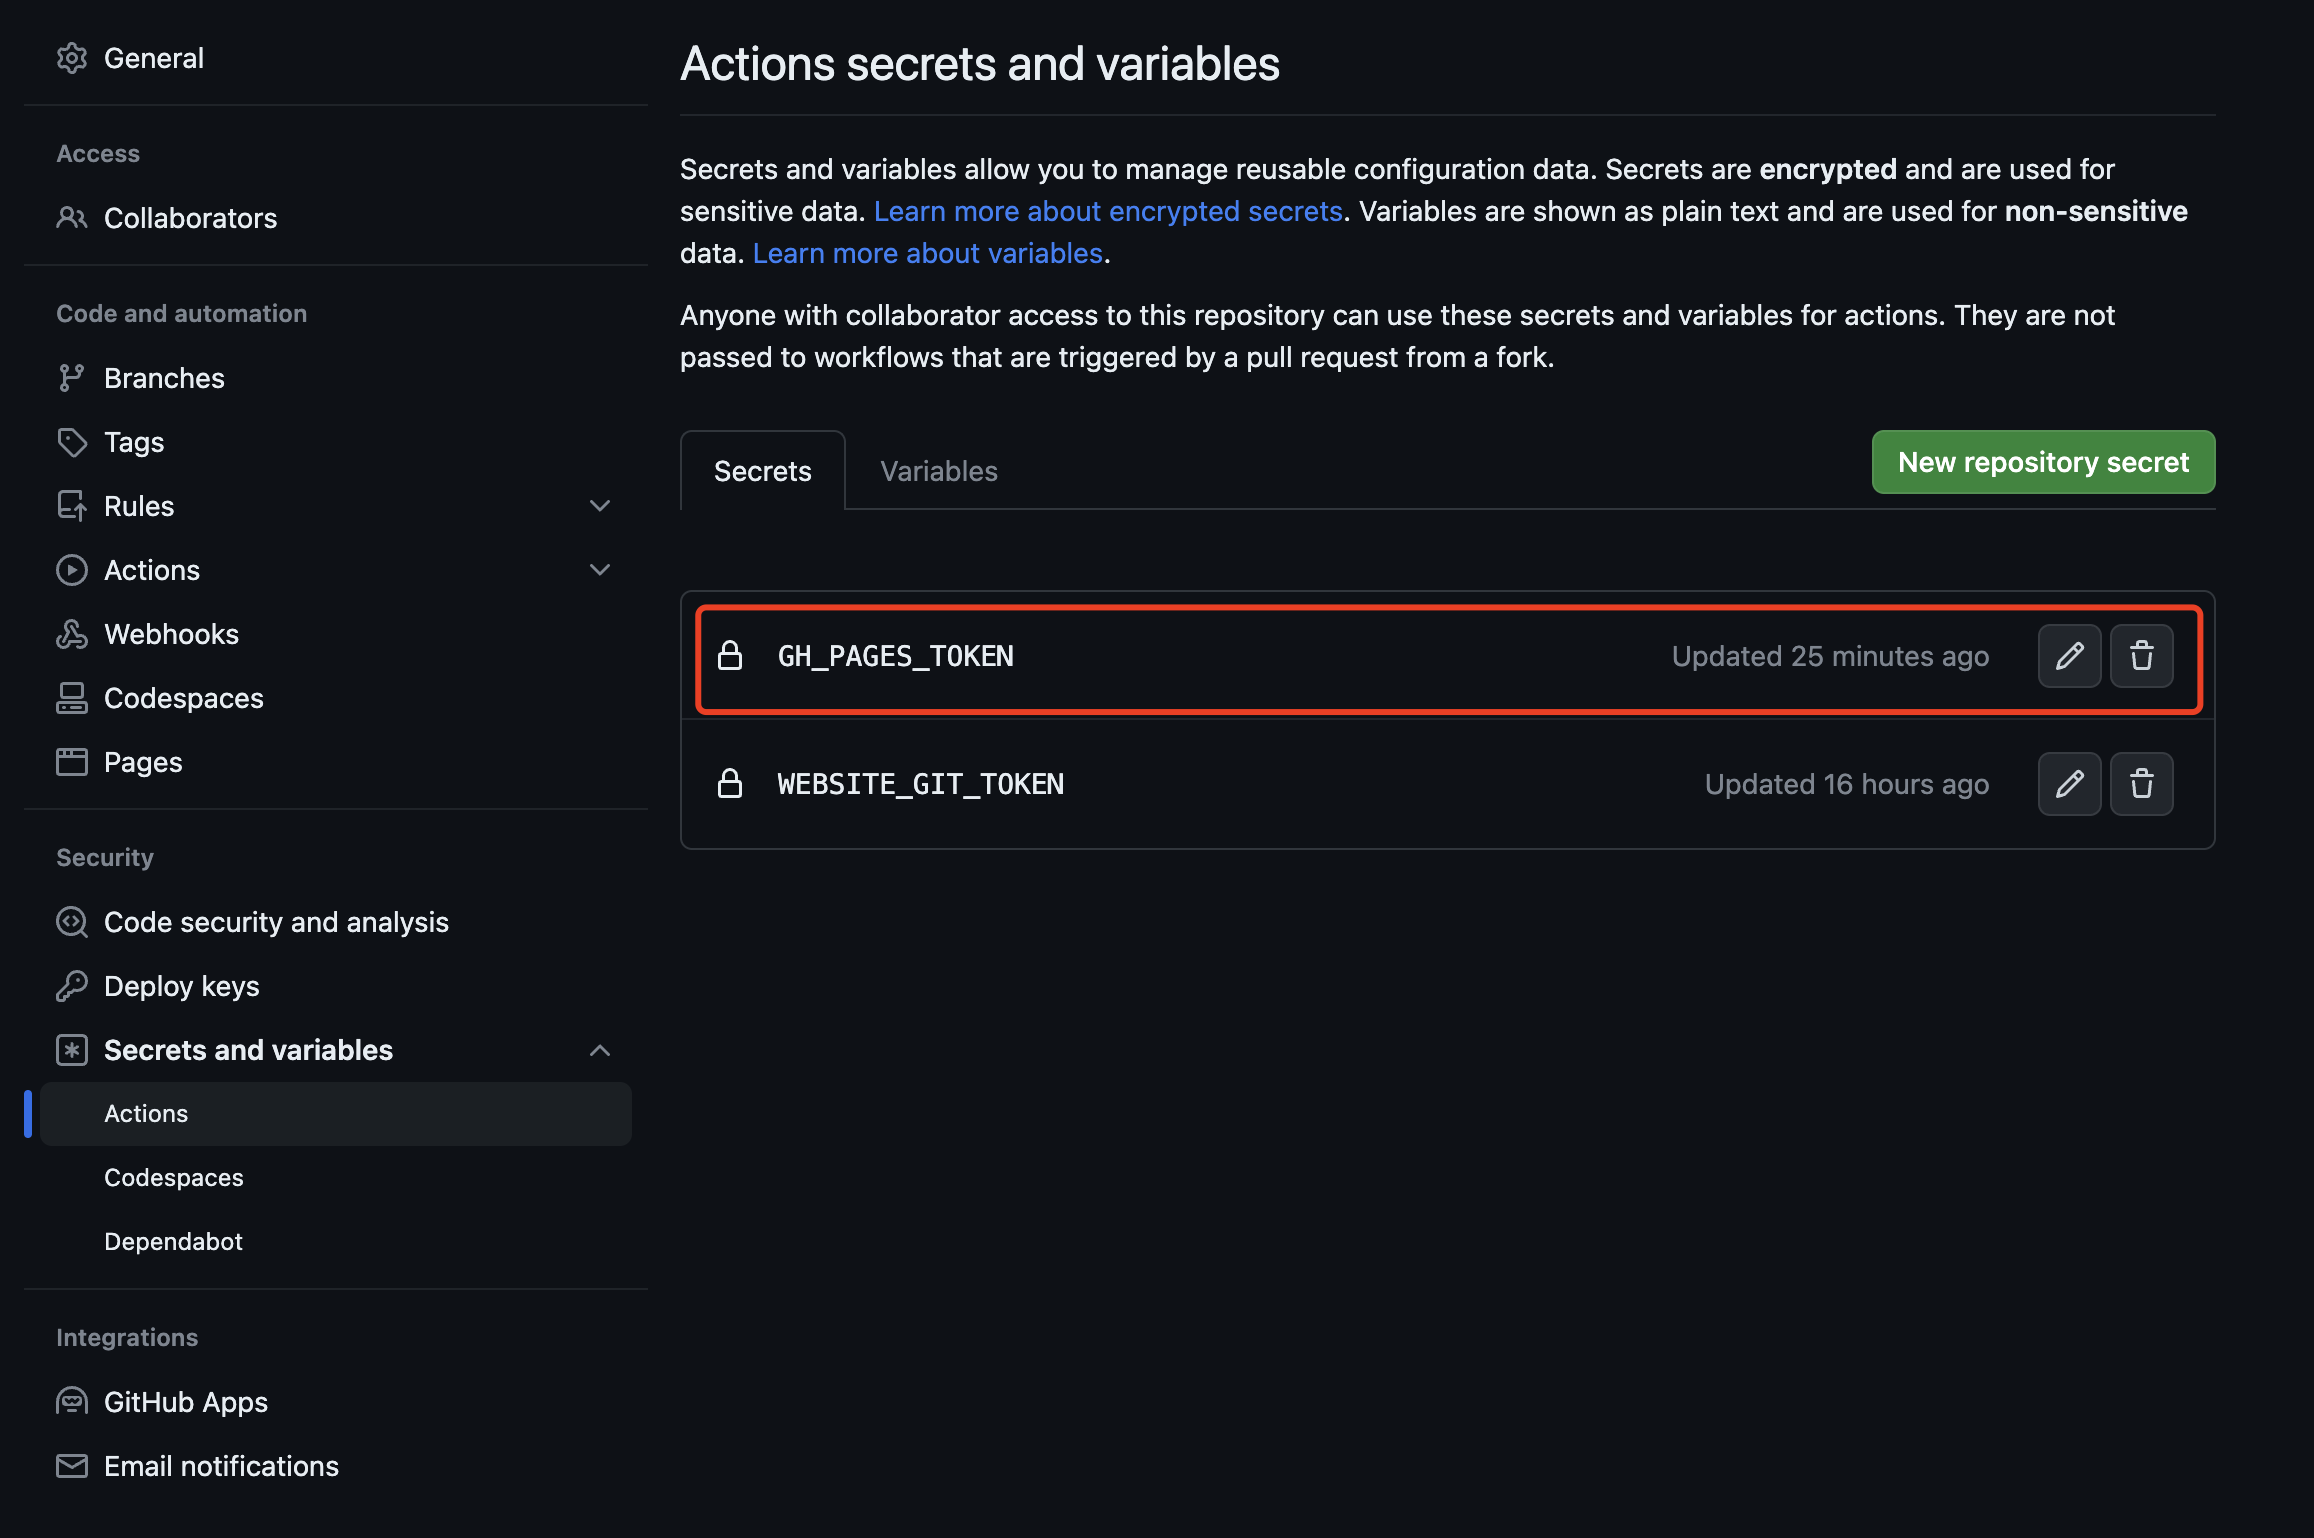 General
Access
Collaborators
Code and automation
Branches
Tags
Rules
Actions
Webhooks
Codespaces
Pages
Security
Code security and analysis
Deploy keys
Secrets and variables
Actions
Codespaces
Dependabot
Integrations
GitHub Apps
Email notifications
Actions secrets and variables
Secrets and variables allow you to manage reusable configuration data. Secrets are encrypted and are used for
sensitive data. Learn more about encrypted secrets. Variables are shown as plain text and are used for non-sensitive
data. Learn more about variables.
Anyone with collaborator access to this repository can use these secrets and variables for actions. They are not
passed to workflows that are triggered by a pull request from a fork.
Secrets Variables New repository secret
GH_PAGES_TOKEN Updated 25 minutes ago
WEBSITE_GIT_TOKEN Updated 16 hours ago